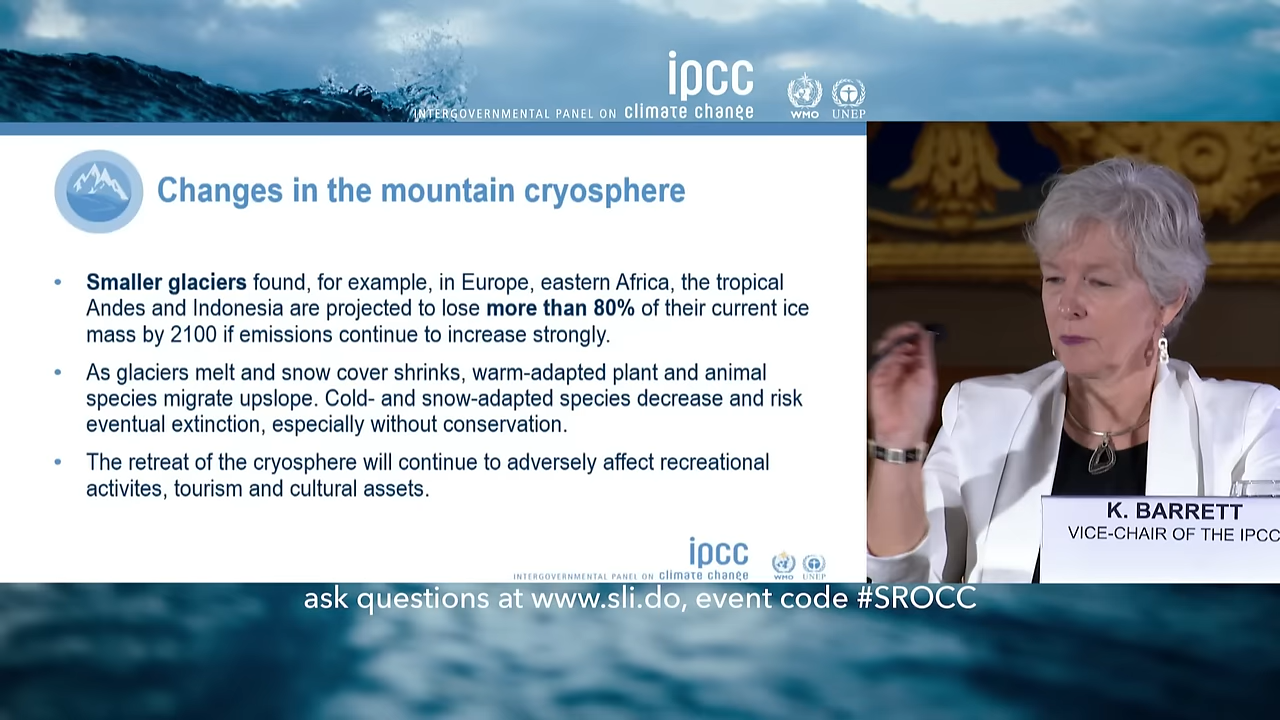 ipcc
INTERGOVERNMENTAL PANEL ON climate change
WMO
UNEP
Changes in the mountain cryosphere
• Smaller glaciers found, for example, in Europe, eastern Africa, the tropical
Andes and Indonesia are projected to lose more than 80% of their current ice
mass by 2100 if emissions continue to increase strongly.
• As glaciers melt and snow cover shrinks, warm-adapted plant and animal
species migrate upslope. Cold- and snow-adapted species decrease and risk
eventual extinction, especially without conservation.
• The retreat of the cryosphere will continue to adversely affect recreational
activites, tourism and cultural assets.
ipcc
INTERGOVERNMENTAL PANEL ON climate change
WMO
UNEP
K. BARRETT
VICE-CHAIR OF THE IPCC
ask questions at www.sli.do, event code #SROCC